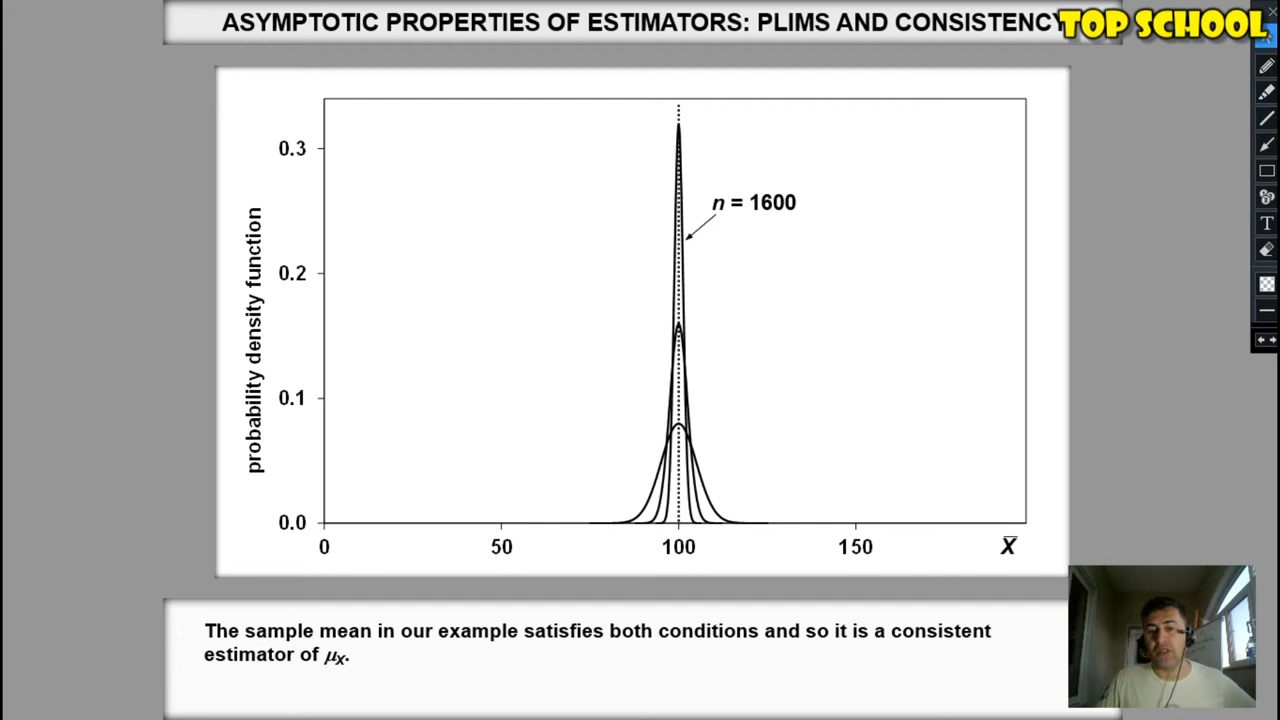 ASYMPTOTIC PROPERTIES OF ESTIMATORS: PLIMS AND CONSISTENCY
TOP SCHOOL
probability density function
0.3
0.2
0.1
0.0
n = 1600
0
50
100
150
X̅
The sample mean in our example satisfies both conditions and so it is a consistent
estimator of μX.
T